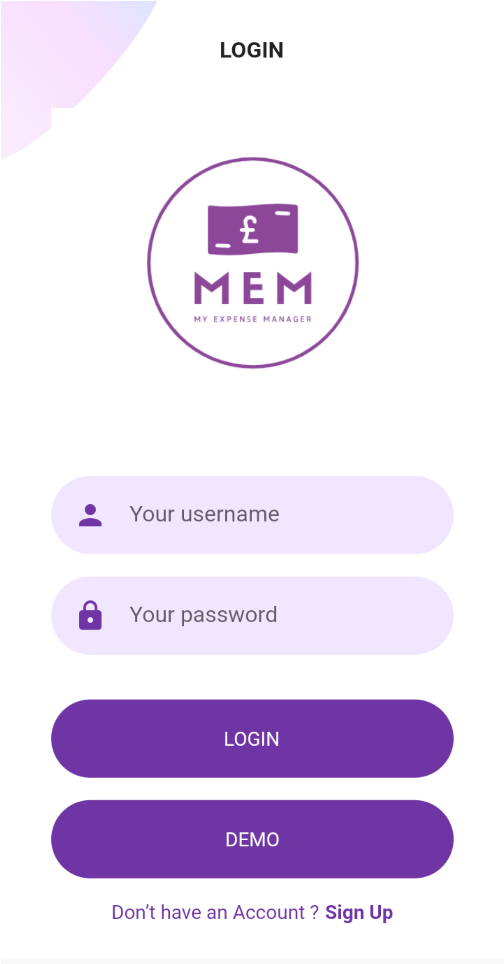 LOGIN
£
MEM
MY EXPENSE MANAGER
Your username
Your password
LOGIN
DEMO
Don’t have an Account ? Sign Up